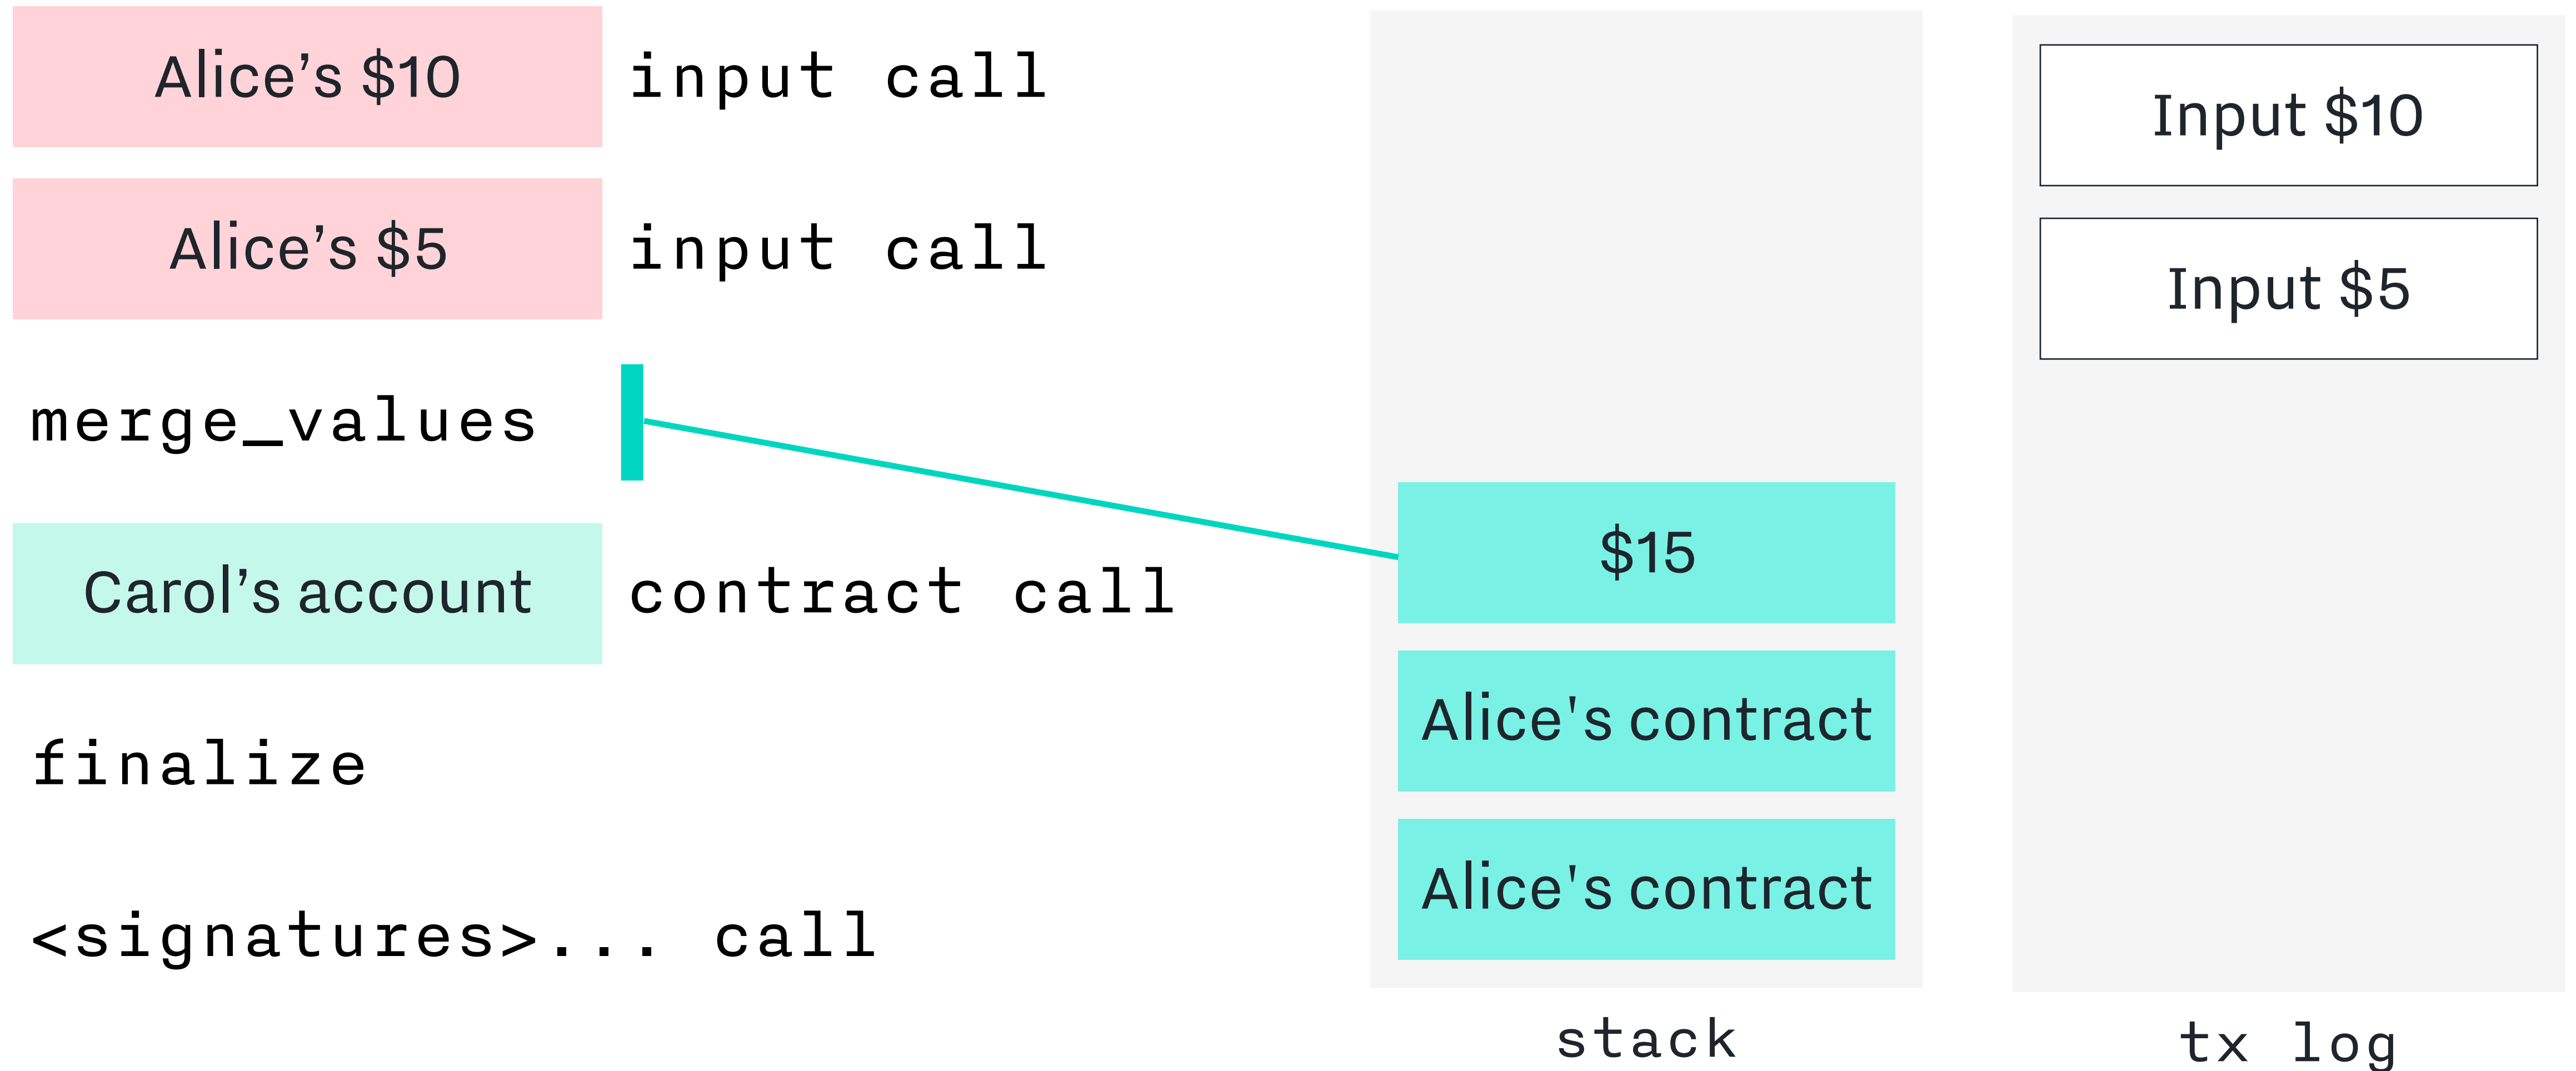 Alice’s $10 input call
Alice’s $5 input call
merge_values
Carol’s account contract call
finalize
<signatures>... call
$15
Alice's contract
Alice's contract
stack
Input $10
Input $5
tx log